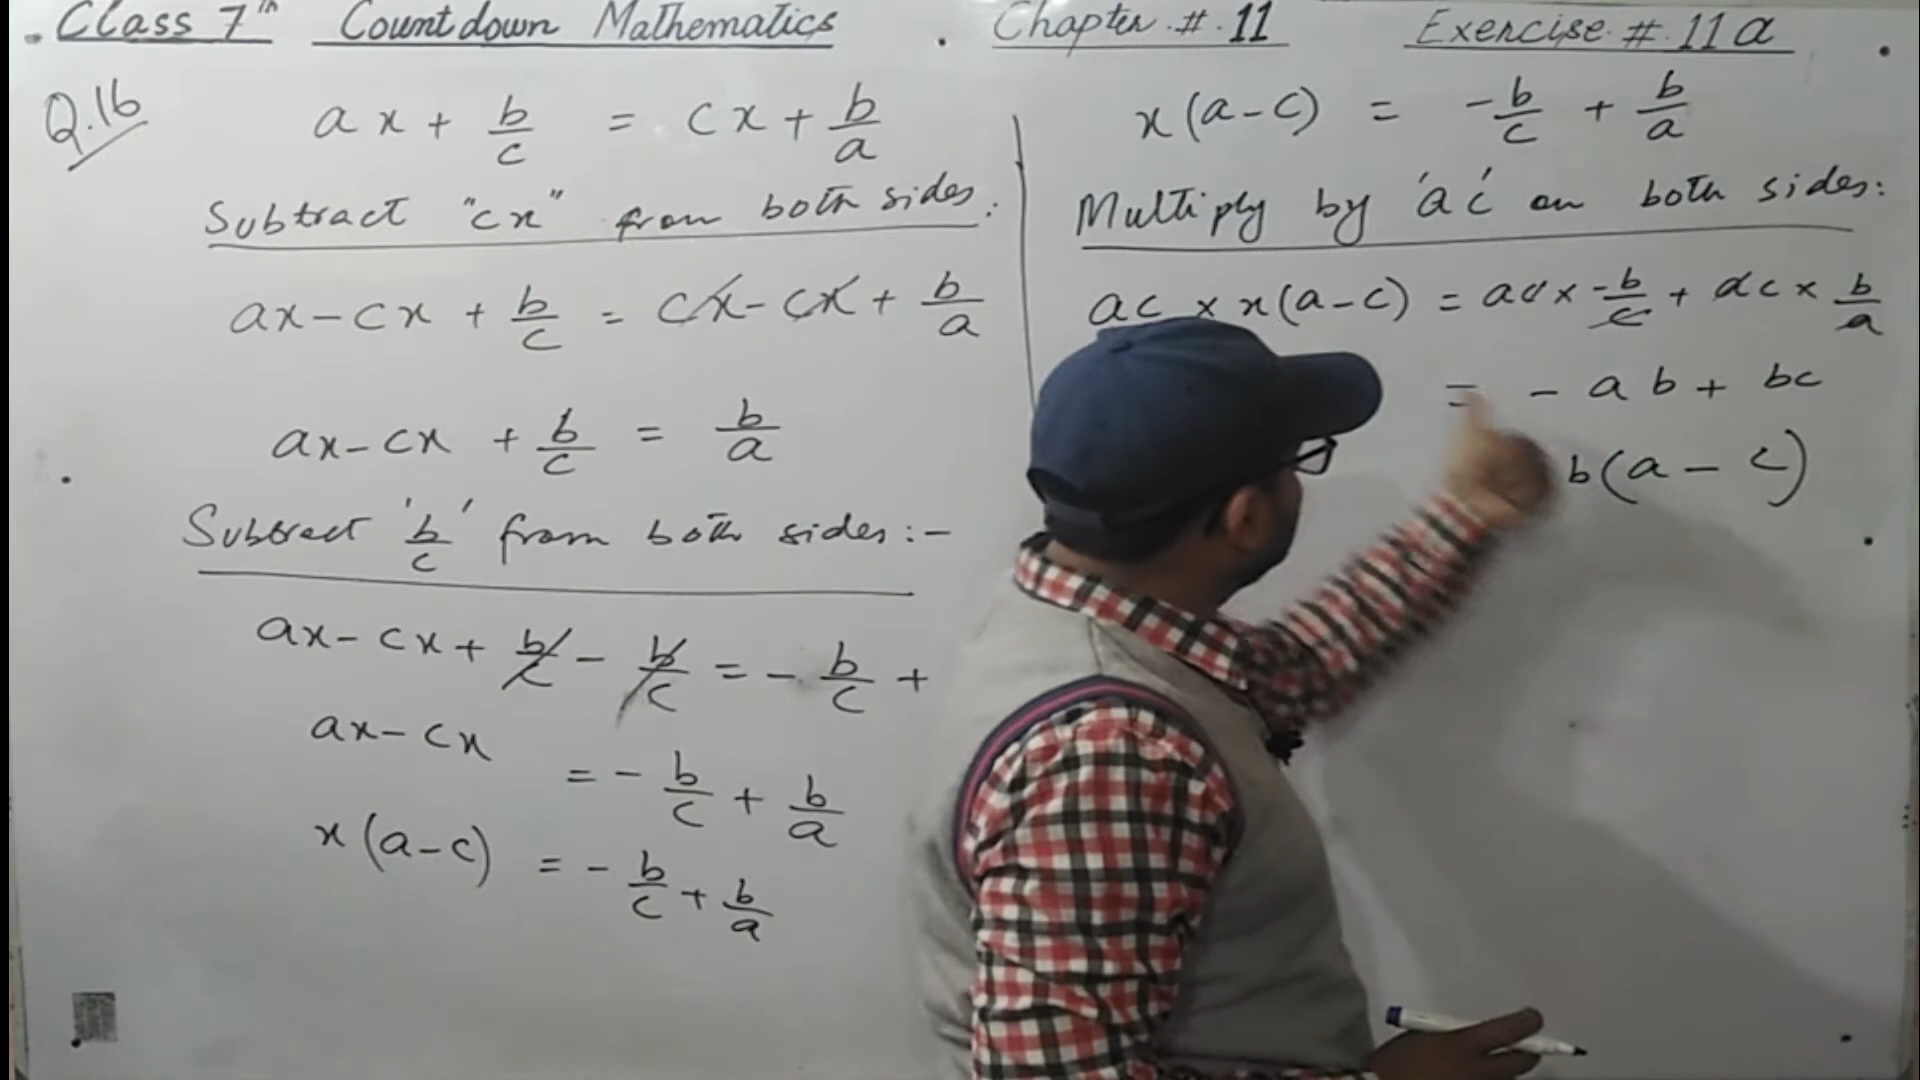 Class 7th Countdown Mathematics . Chapter # 11 Exercise # 11a
Q.16
ax + b/c = cx + b/a
Subtract "cx" from both sides:
ax - cx + b/c = cx - cx + b/a
ax - cx + b/c = b/a
Subtract 'b/c' from both sides:-
ax - cx + b/c - b/c = - b/c +
ax - cx = - b/c + b/a
x(a-c) = - b/c + b/a
x(a-c) = - b/c + b/a
Multiply by 'ac' on both sides:
ac × x(a-c) = ac × -b/c + ac × b/a
= - ab + bc
b(a - c)